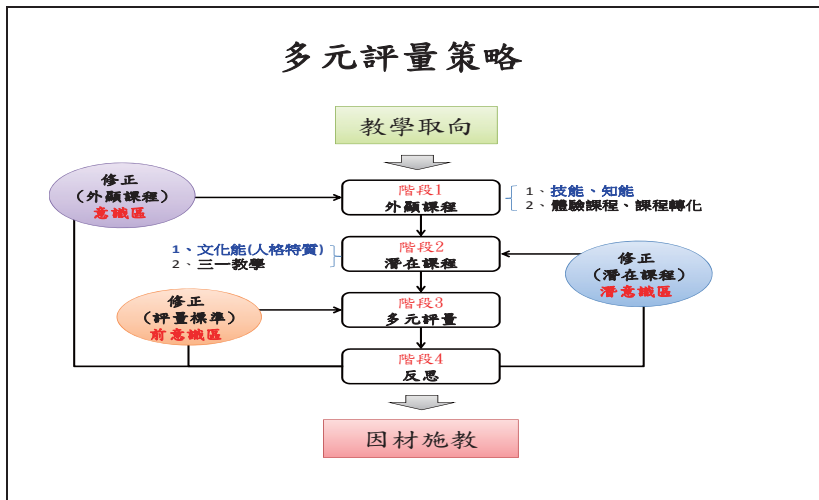 多元評量策略
教學取向
修正
（外顯課程）
意識區
階段1
外顯課程
1、技能、知能
2、體驗課程、課程轉化
1、文化能(人格特質)
2、三一教學
階段2
潛在課程
修正
（潛在課程）
潛意識區
修正
（評量標準）
前意識區
階段3
多元評量
階段4
反思
因材施教